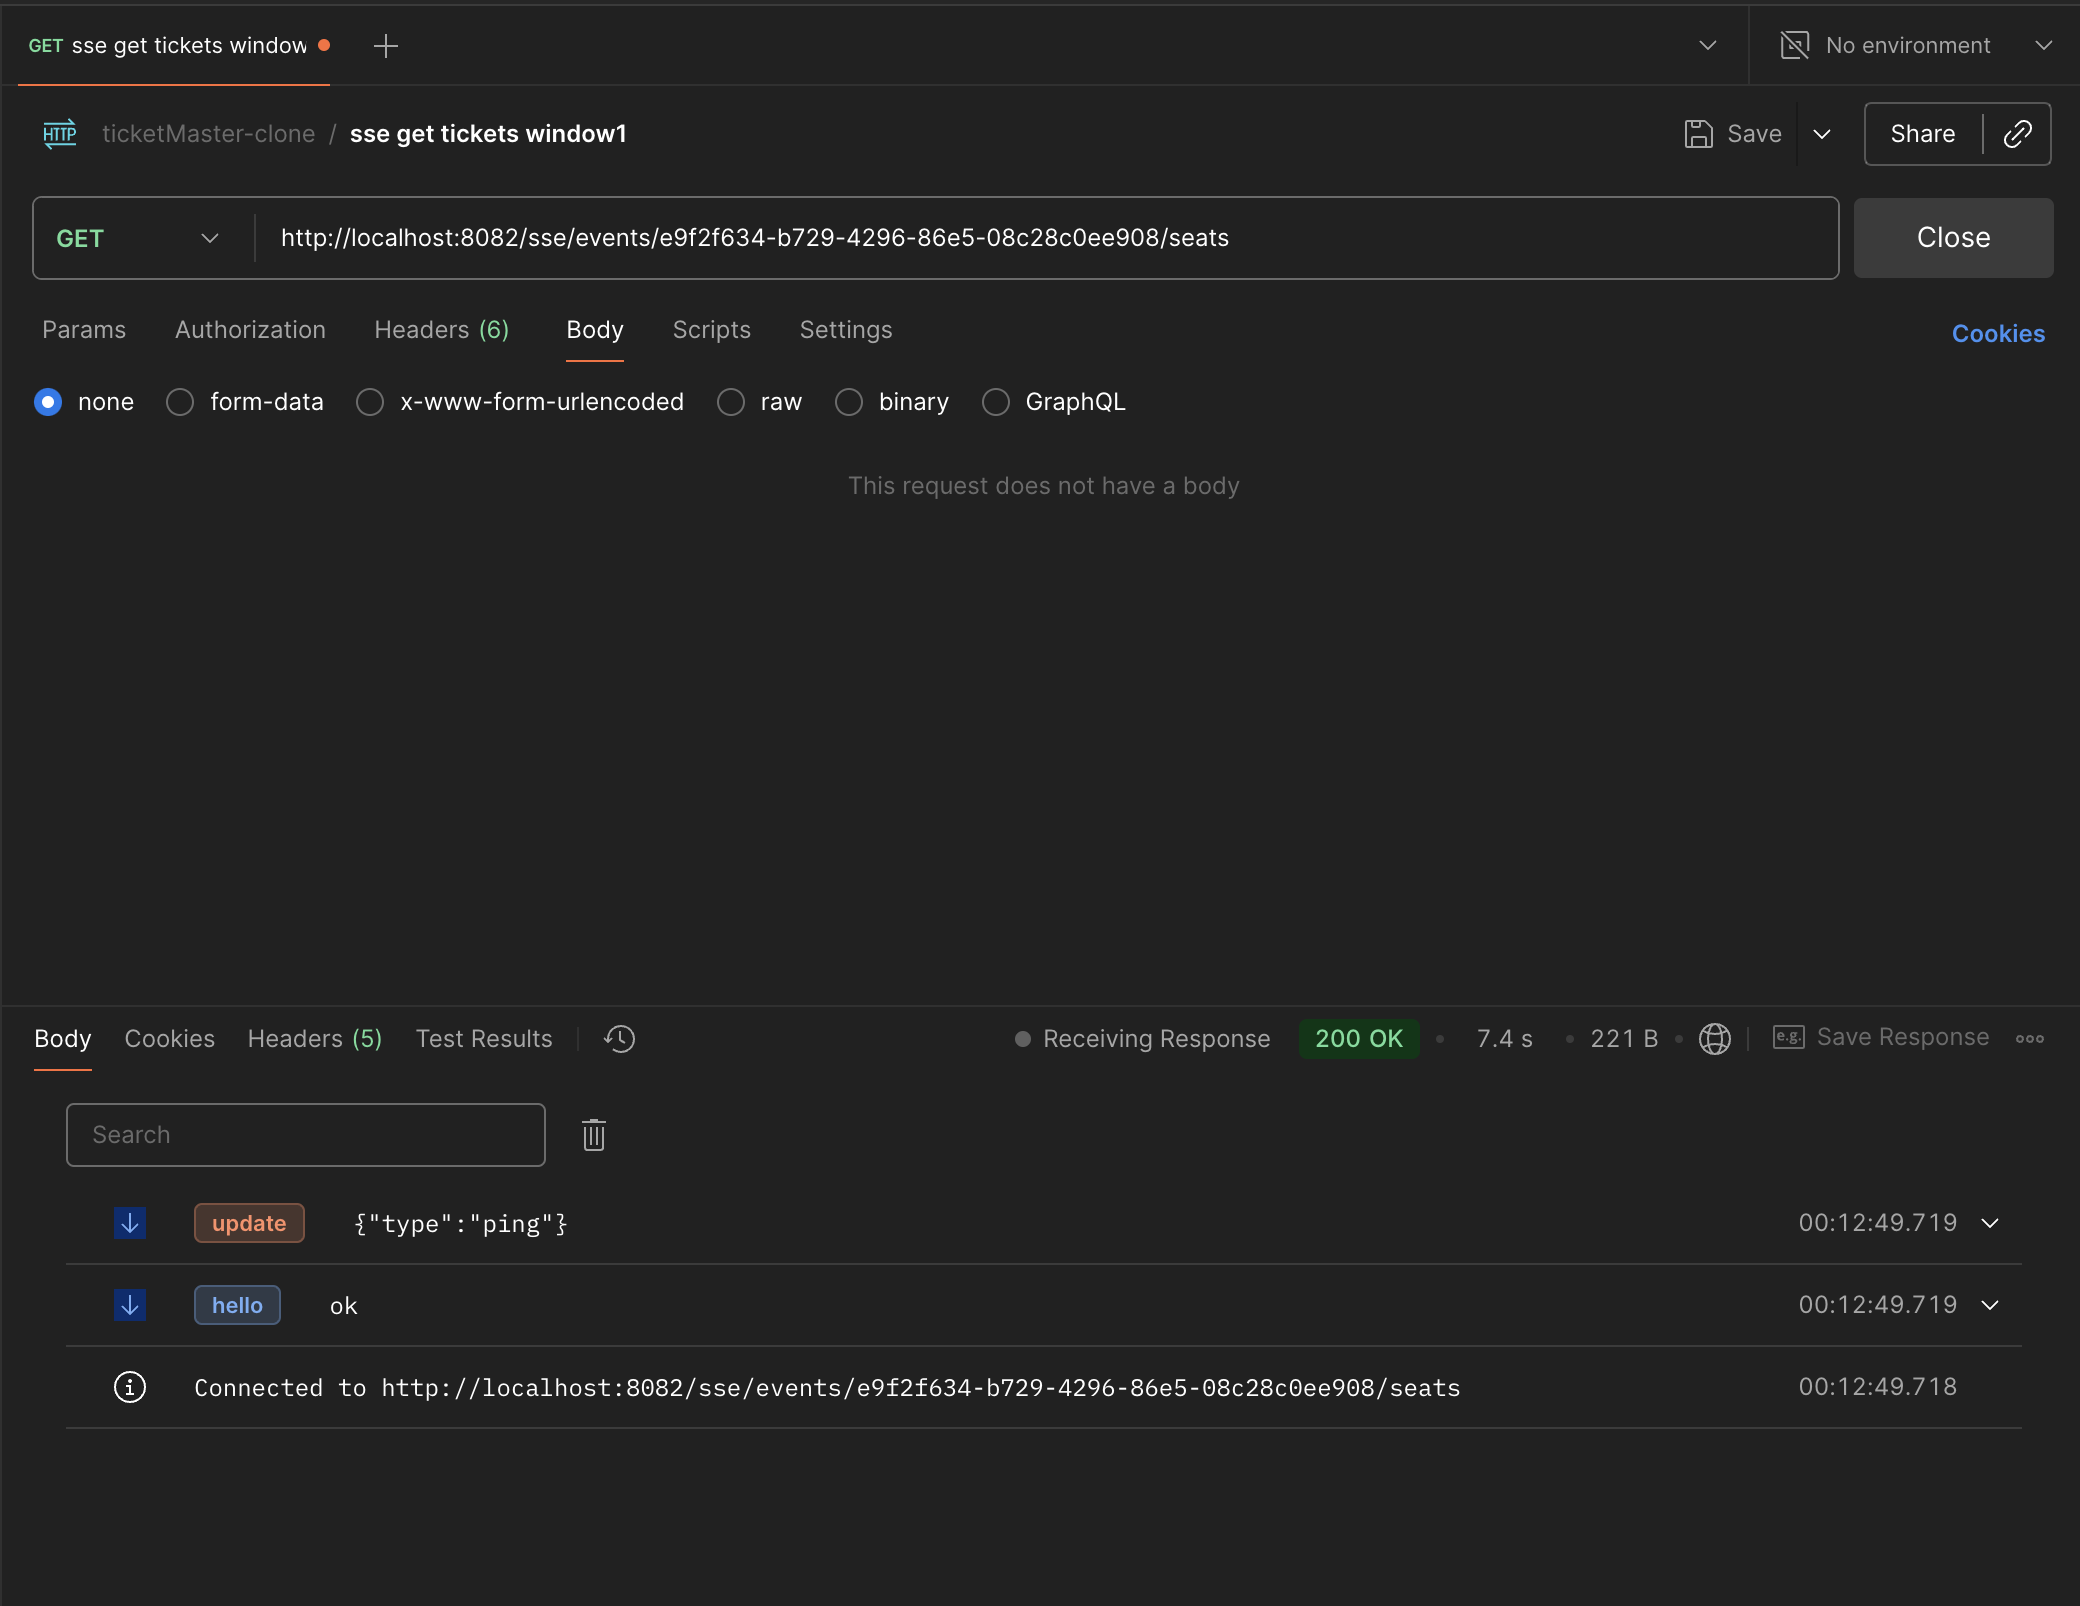 GET sse get tickets window
No environment
HTTP ticketMaster-clone / sse get tickets window1
Save
Share
GET http://localhost:8082/sse/events/e9f2f634-b729-4296-86e5-08c28c0ee908/seats
Close
Params Authorization Headers (6) Body Scripts Settings
Cookies
none form-data x-www-form-urlencoded raw binary GraphQL
This request does not have a body
Body Cookies Headers (5) Test Results
Receiving Response 200 OK • 7.4 s • 221 B • e.g. Save Response
Search
update {"type":"ping"} 00:12:49.719
hello ok 00:12:49.719
Connected to http://localhost:8082/sse/events/e9f2f634-b729-4296-86e5-08c28c0ee908/seats 00:12:49.718